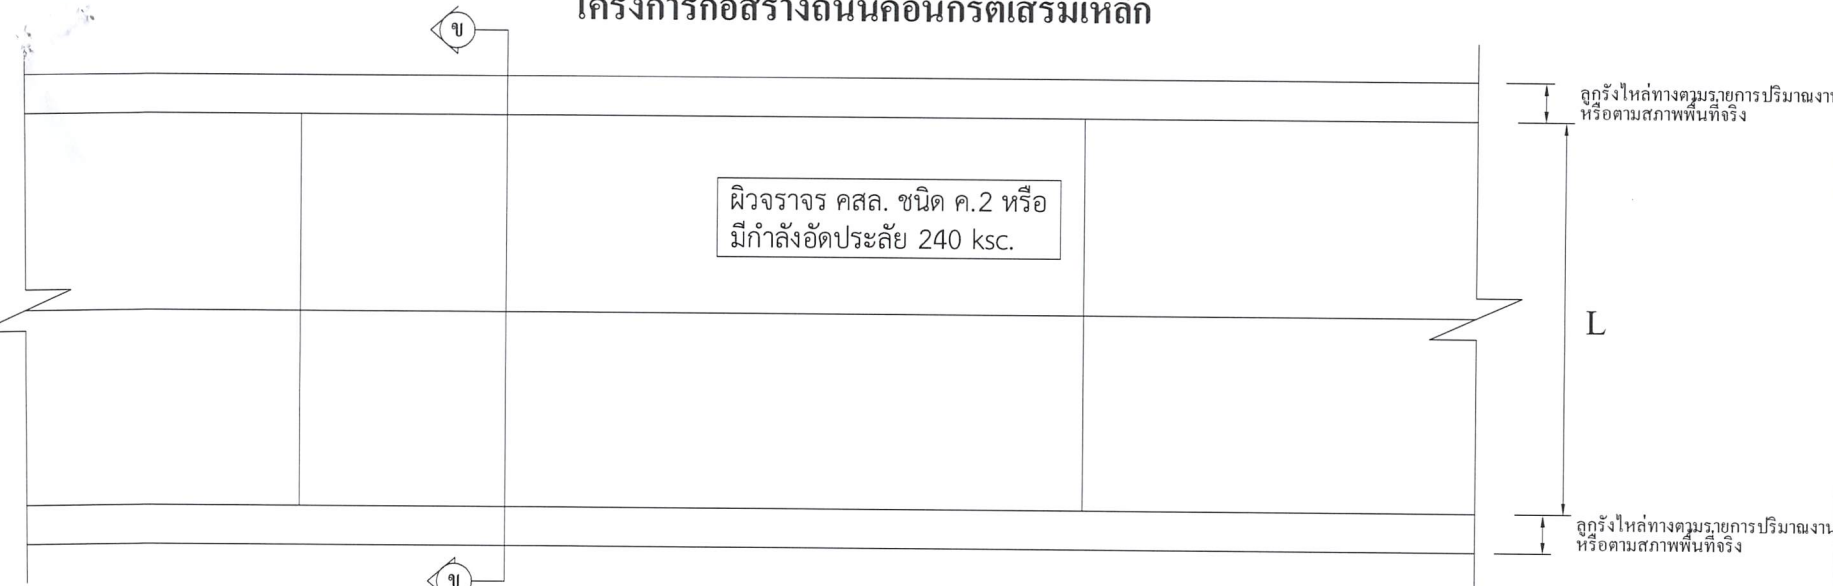 โครงการก่อสร้างถนนคอนกรีตเสริมเหล็ก
ข
ลูกรังไหล่ทางตามรายการปริมาณงาน
หรือตามสภาพพื้นที่จริง
ผิวจราจร คสล. ชนิด ค.2 หรือ
มีกำลังอัดประลัย 240 ksc.
L
ลูกรังไหล่ทางตามรายการปริมาณงาน
หรือตามสภาพพื้นที่จริง
ข